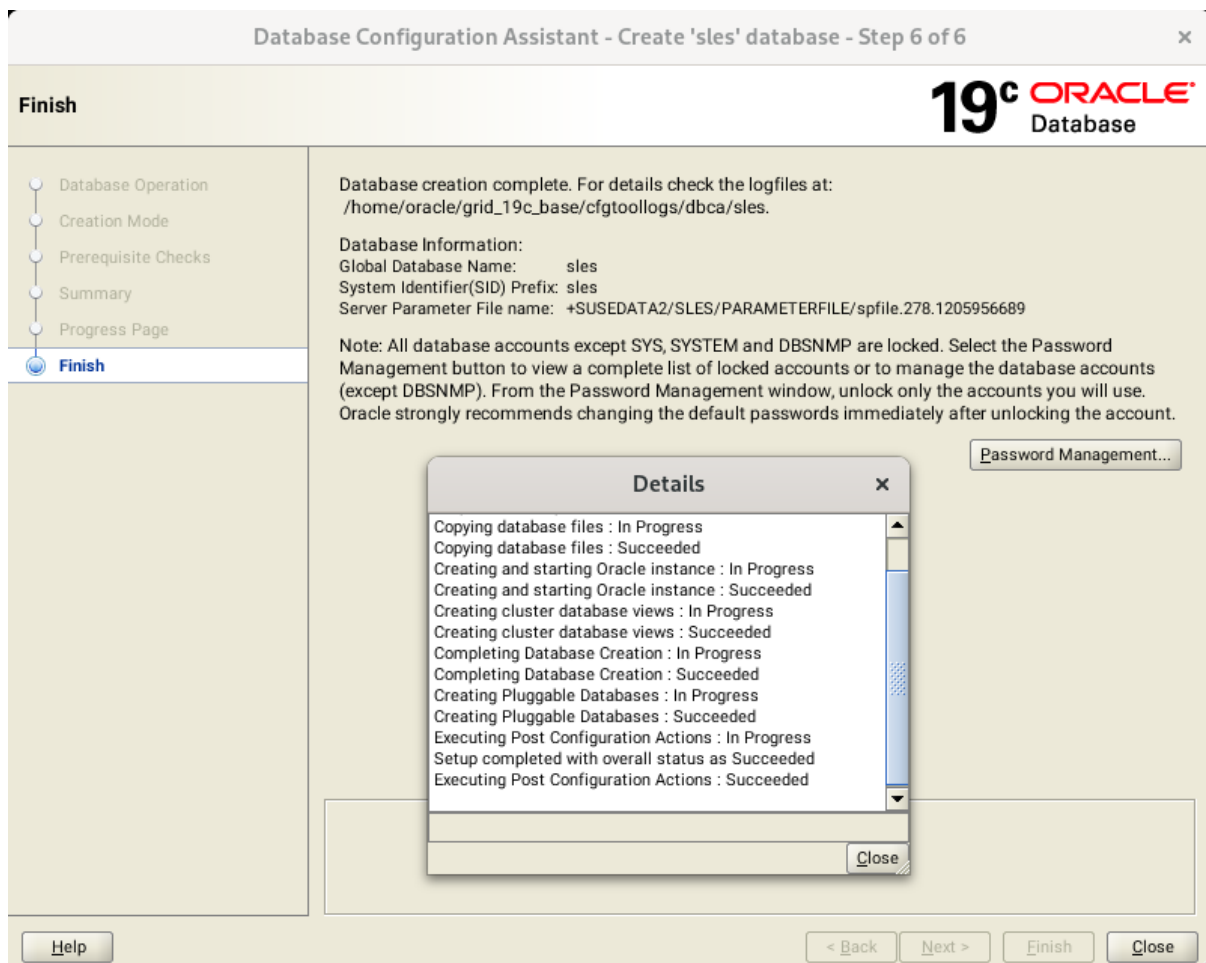 Database Configuration Assistant - Create 'sles' database - Step 6 of 6
Finish
19c ORACLE
Database
Database Operation
Creation Mode
Prerequisite Checks
Summary
Progress Page
Finish
Database creation complete. For details check the logfiles at:
/home/oracle/grid_19c_base/cfgtoollogs/dbca/sles.
Database Information:
Global Database Name: sles
System Identifier(SID) Prefix: sles
Server Parameter File name: +SUSEDATA2/SLES/PARAMETERFILE/spfile.278.1205956689
Note: All database accounts except SYS, SYSTEM and DBSNMP are locked. Select the Password
Management button to view a complete list of locked accounts or to manage the database accounts
(except DBSNMP). From the Password Management window, unlock only the accounts you will use.
Oracle strongly recommends changing the default passwords immediately after unlocking the account.
Password Management...
Details
Copying database files : In Progress
Copying database files : Succeeded
Creating and starting Oracle instance : In Progress
Creating and starting Oracle instance : Succeeded
Creating cluster database views : In Progress
Creating cluster database views : Succeeded
Completing Database Creation : In Progress
Completing Database Creation : Succeeded
Creating Pluggable Databases : In Progress
Creating Pluggable Databases : Succeeded
Executing Post Configuration Actions : In Progress
Setup completed with overall status as Succeeded
Executing Post Configuration Actions : Succeeded
Close
Help
< Back
Next >
Finish
Close